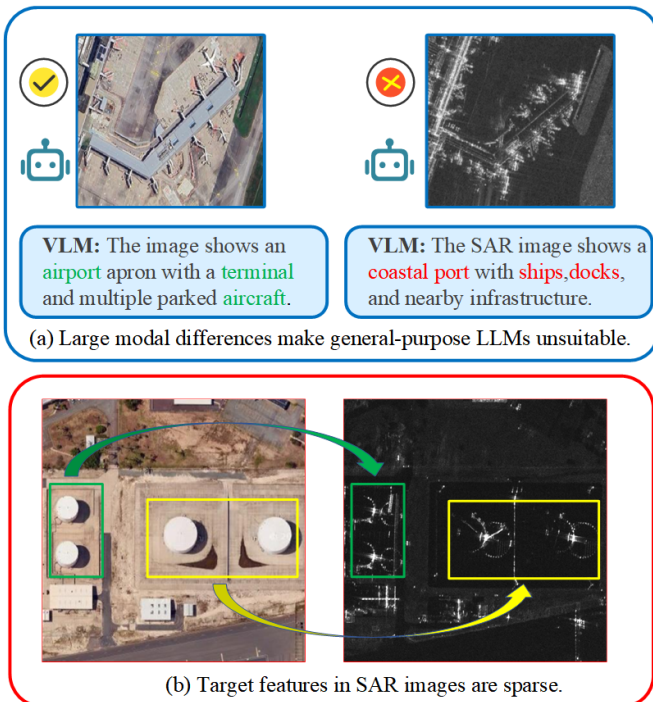 VLM: The image shows an
airport apron with a terminal
and multiple parked aircraft.
VLM: The SAR image shows a
coastal port with ships,docks,
and nearby infrastructure.
(a) Large modal differences make general-purpose LLMs unsuitable.
(b) Target features in SAR images are sparse.